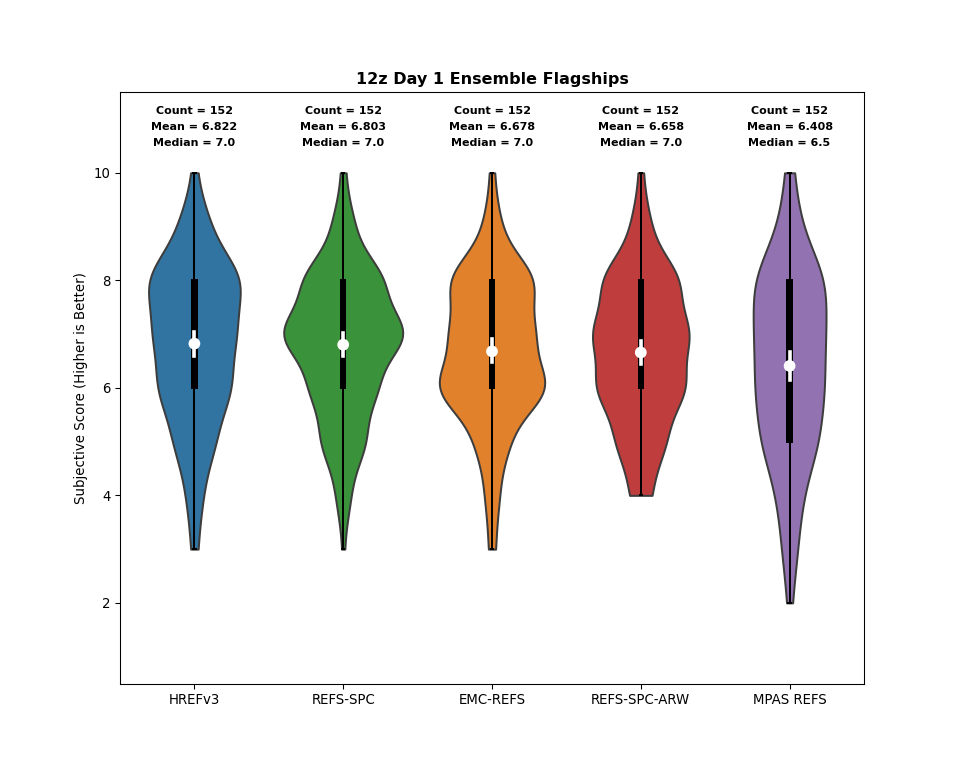 12z Day 1 Ensemble Flagships
Count = 152
Mean = 6.822
Median = 7.0
Count = 152
Mean = 6.803
Median = 7.0
Count = 152
Mean = 6.678
Median = 7.0
Count = 152
Mean = 6.658
Median = 7.0
Count = 152
Mean = 6.408
Median = 6.5
Subjective Score (Higher is Better)
10
8
6
4
2
HREFv3
REFS-SPC
EMC-REFS
REFS-SPC-ARW
MPAS REFS